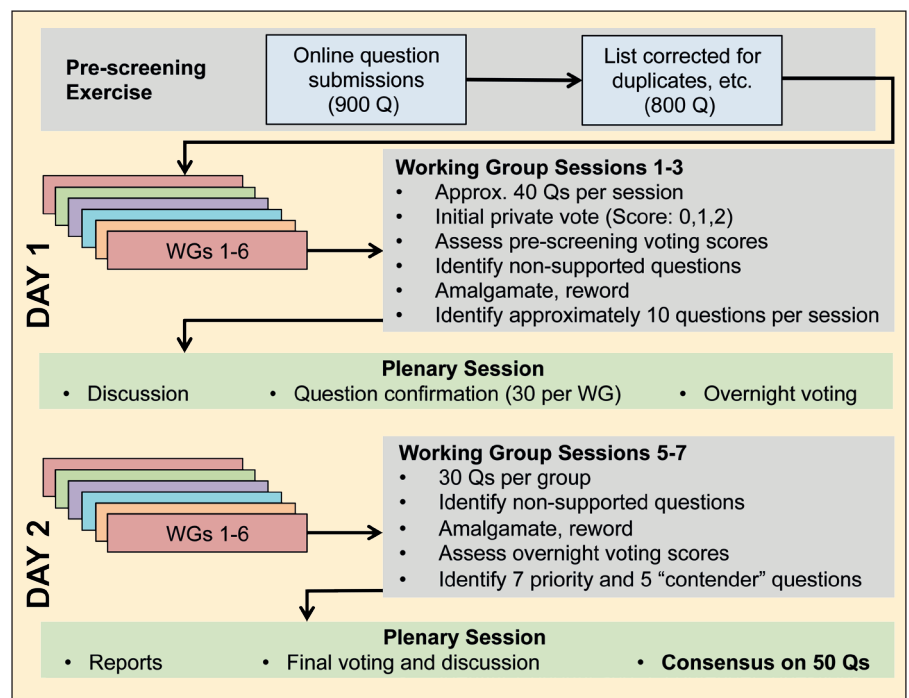 Pre-screening
Exercise
Online question
submissions
(900 Q)
List corrected for
duplicates, etc.
(800 Q)
DAY 1
WGs 1-6
Working Group Sessions 1-3
• Approx. 40 Qs per session
• Initial private vote (Score: 0,1,2)
• Assess pre-screening voting scores
• Identify non-supported questions
• Amalgamate, reword
• Identify approximately 10 questions per session
Plenary Session
• Discussion • Question confirmation (30 per WG) • Overnight voting
DAY 2
WGs 1-6
Working Group Sessions 5-7
• 30 Qs per group
• Identify non-supported questions
• Amalgamate, reword
• Assess overnight voting scores
• Identify 7 priority and 5 “contender” questions
Plenary Session
• Reports • Final voting and discussion • Consensus on 50 Qs